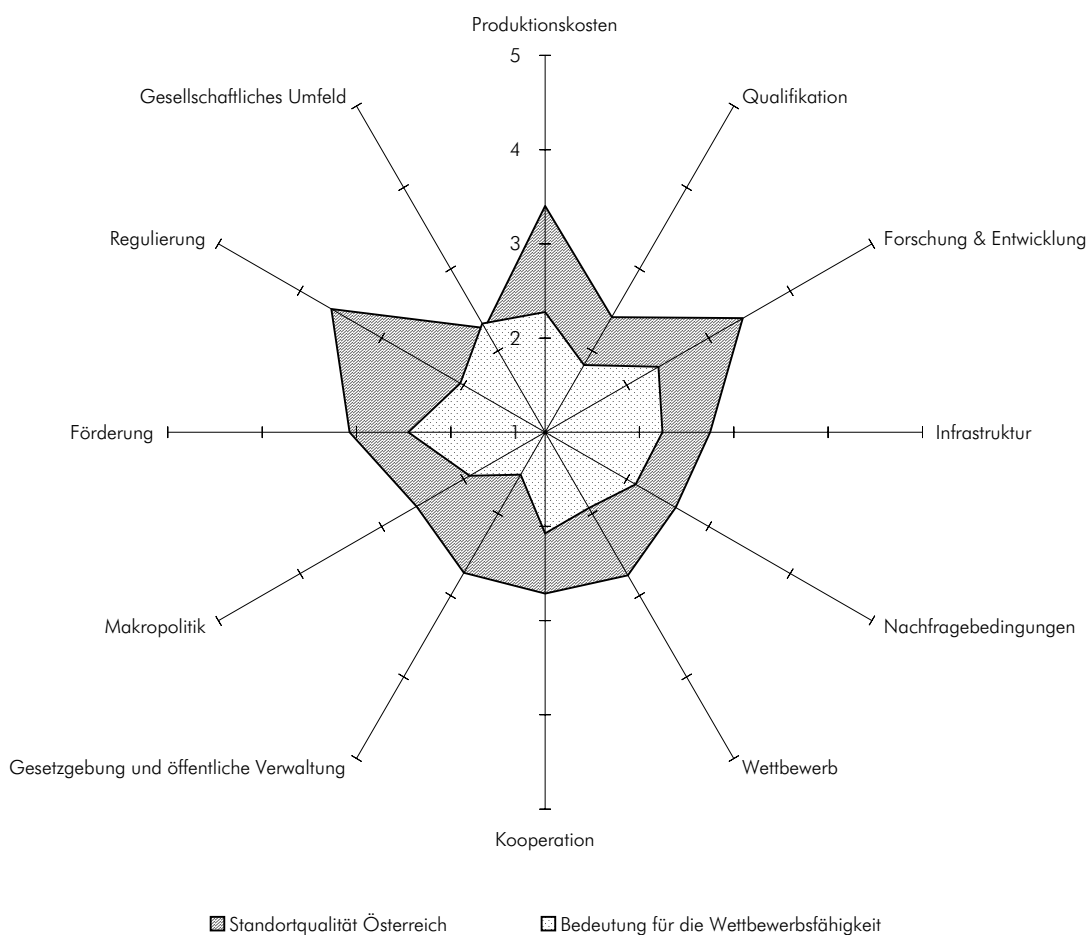 Produktionskosten
5
Gesellschaftliches Umfeld
Qualifikation
4
Regulierung
3
Forschung & Entwicklung
2
Förderung
1
Infrastruktur
Makropolitik
Nachfragebedingungen
Gesetzgebung und öffentliche Verwaltung
Wettbewerb
Kooperation
Standortqualität Österreich
Bedeutung für die Wettbewerbsfähigkeit